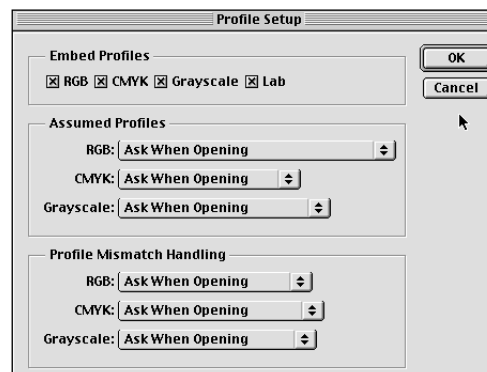 Profile Setup
Embed Profiles
RGB CMYK Grayscale Lab
OK
Cancel
Assumed Profiles
RGB: Ask When Opening
CMYK: Ask When Opening
Grayscale: Ask When Opening
Profile Mismatch Handling
RGB: Ask When Opening
CMYK: Ask When Opening
Grayscale: Ask When Opening